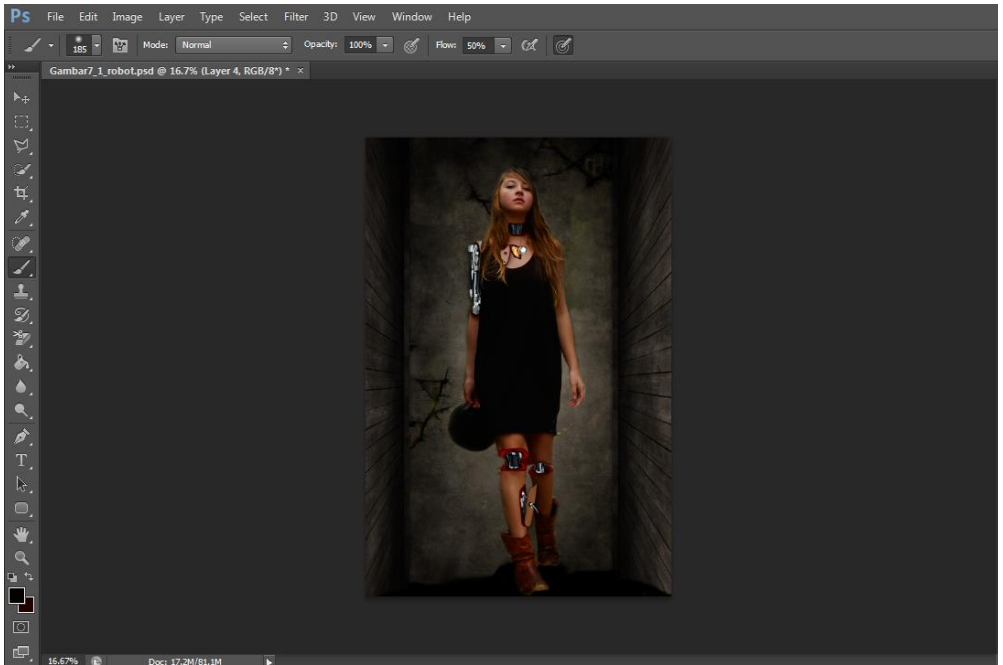 Ps File Edit Image Layer Type Select Filter 3D View Window Help
185 Mode: Normal Opacity: 100% Flow: 50%
Gambar7_1_robot.psd @ 16.7% (Layer 4, RGB/8*) * ×
T
16.67% Doc: 17.2M/81.1M